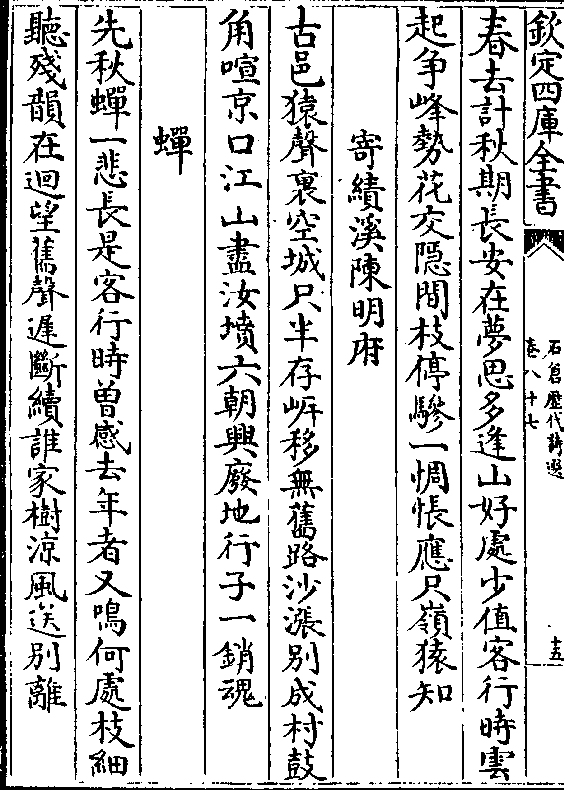 欽定四庫全書
石倉歷代詩選
卷八十七
十五
春去計秋期長安在夢思多逢山好處少值客行時雲
起爭峰勢花交隠間枝停驂一惆悵應只嶺猿知
寄績溪陳明府
古邑猿聲裏空城只半存岍移無舊路沙漲别成村鼓
角喧京口江山盡汝墳六朝興廢地行子一銷魂
蟬
先秋蟬一悲長是客行時曽感去年者又鳴何處枝細
聽殘韻在迴望舊聲遲斷續誰家樹涼風送别離